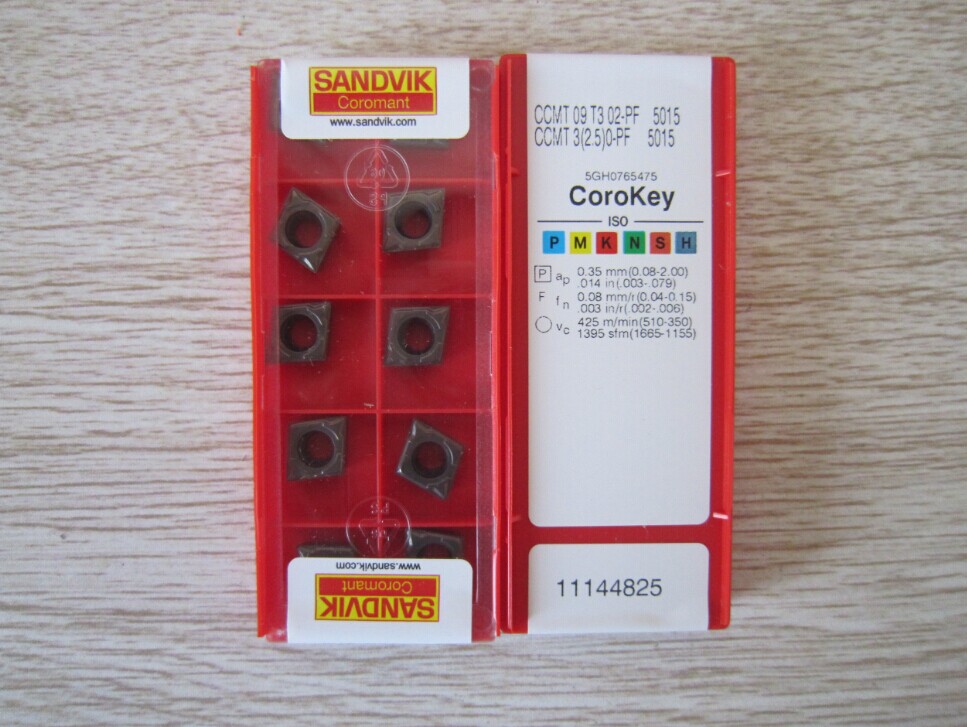 SANDVIK
Coromant
www.sandvik.com
www.sandvik.com
Coromant
SANDVIK
CCMT 09 T3 02-PF 5015
CCMT 3(2.5)0-PF 5015
5GH0765475
CoroKey
ISO
P M K N S H
P ap 0.35 mm(0.08-2.00)
.014 in(.003-.079)
F fn 0.08 mm/r(0.04-0.15)
.003 in/r(.002-.006)
vc 425 m/min(510-350)
1395 sfm(1665-1155)
11144825